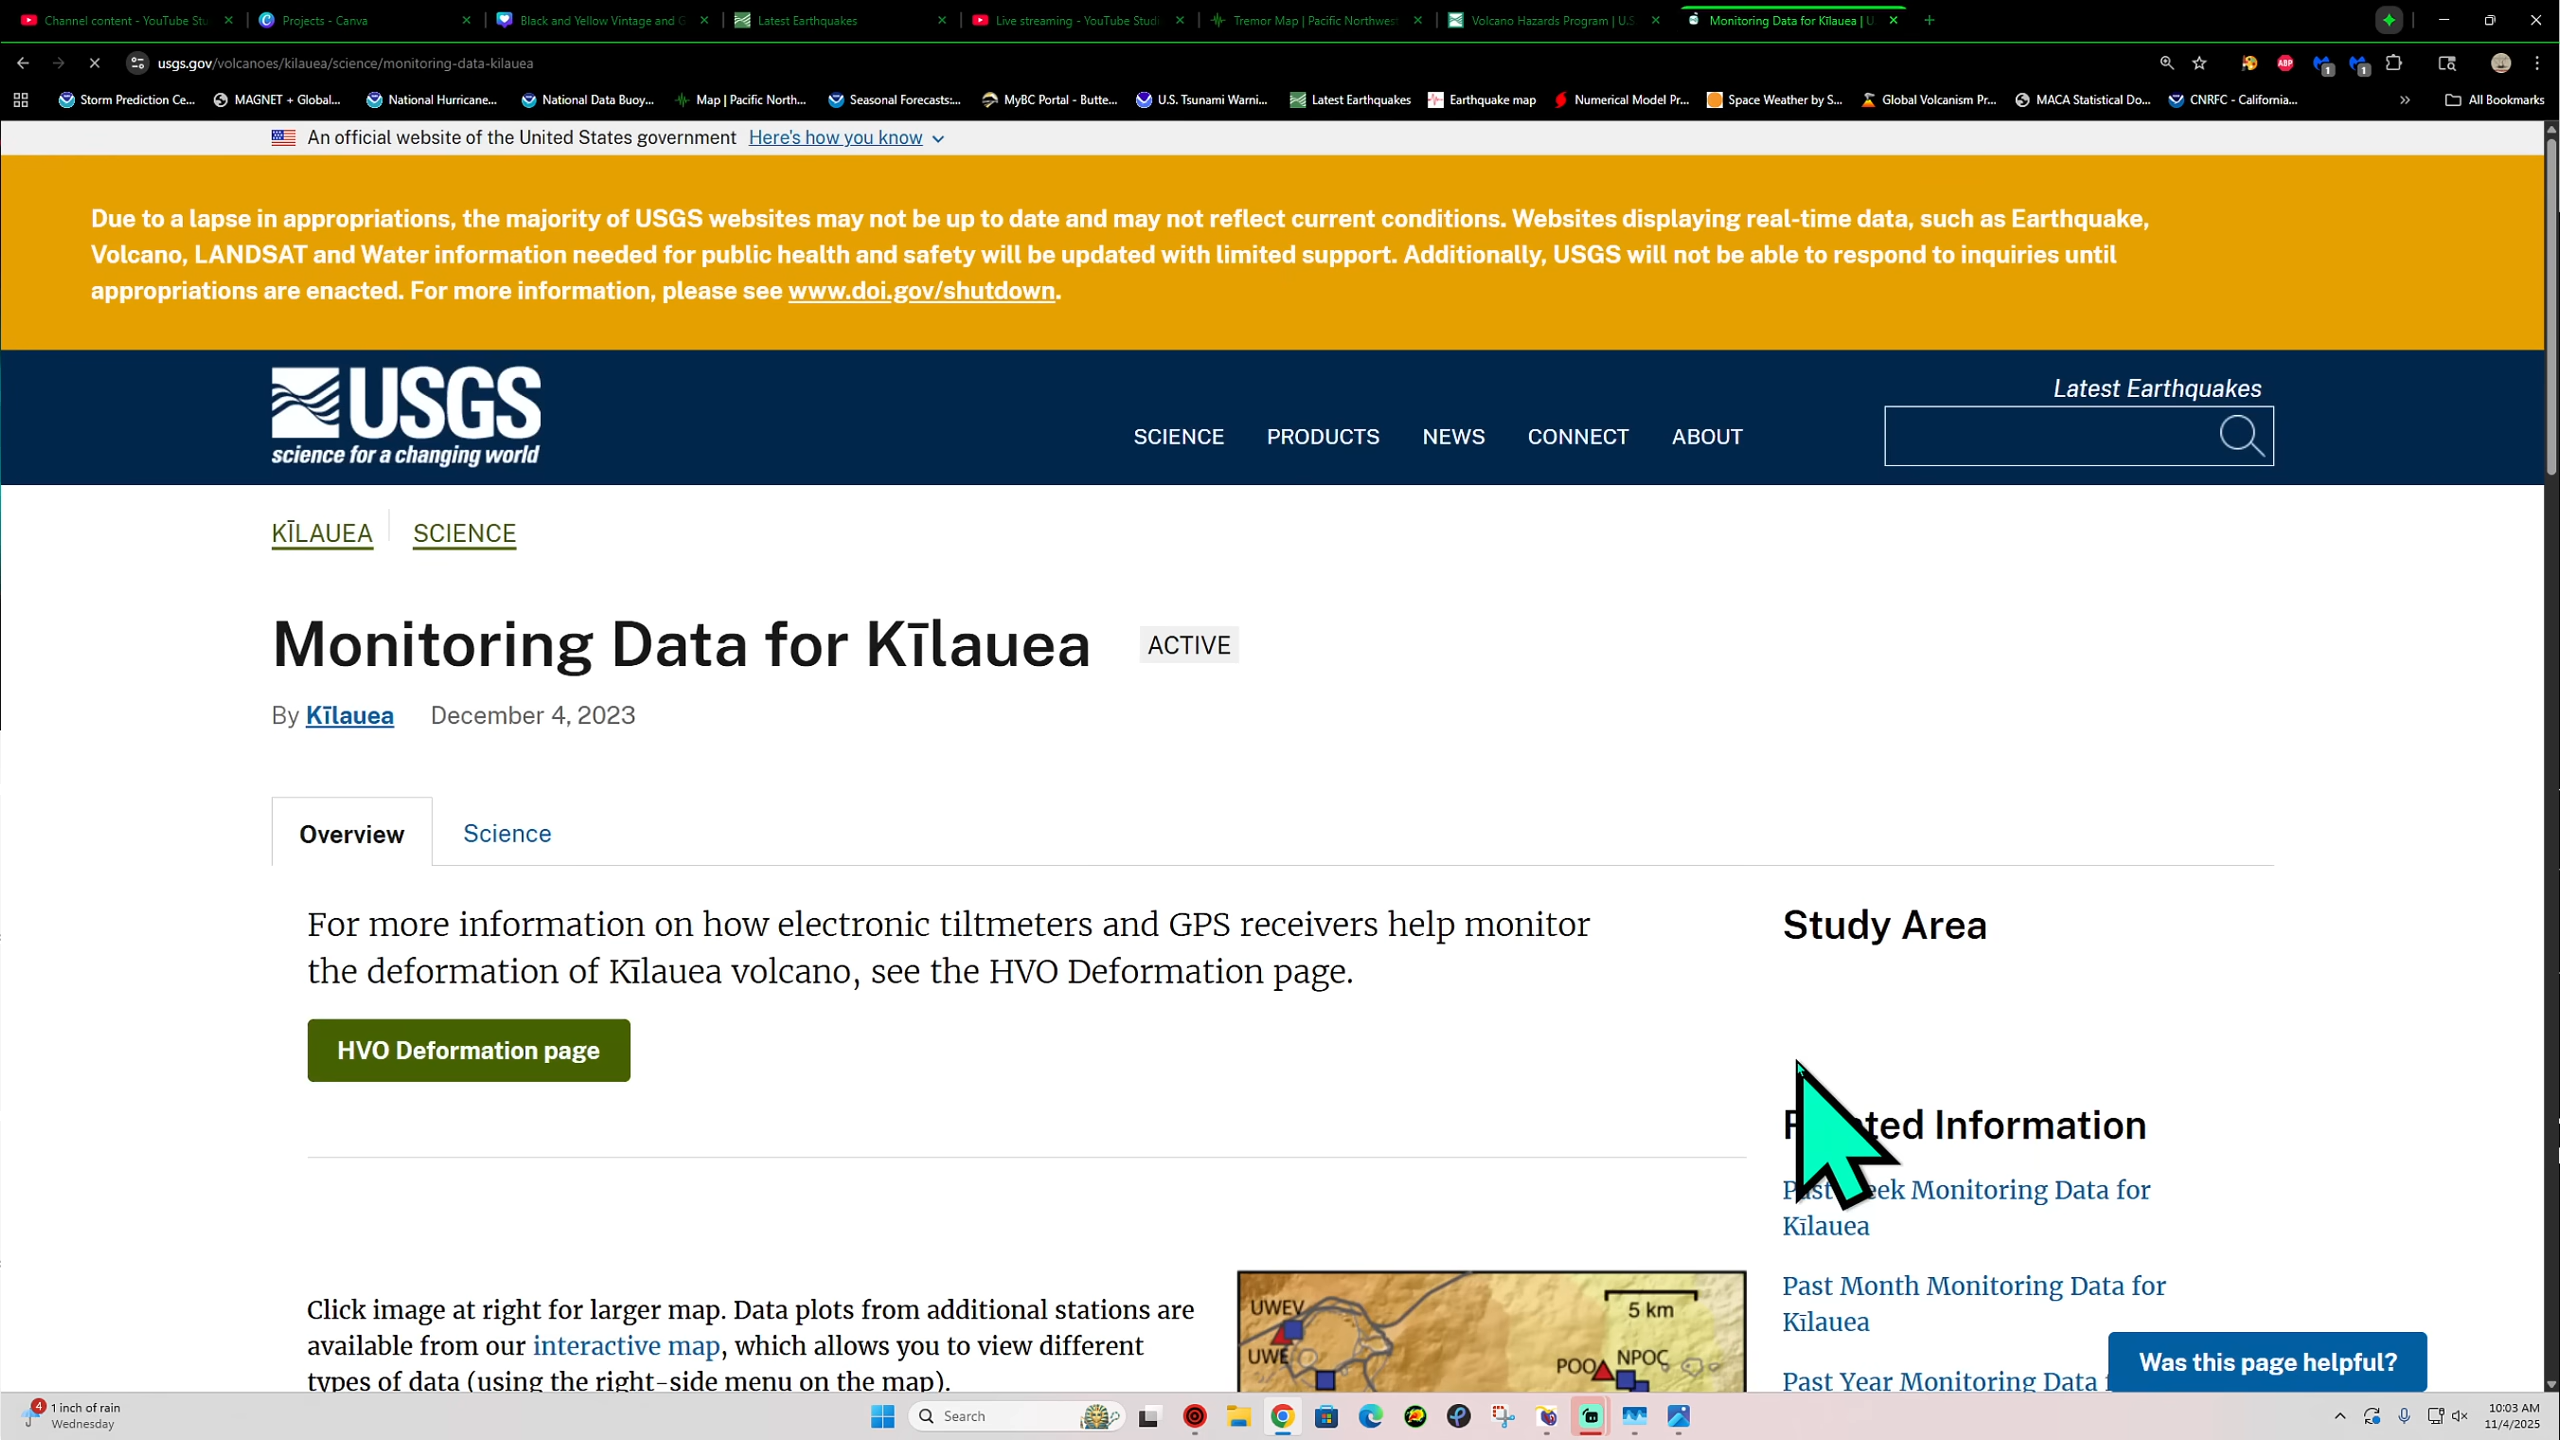 Channel content - YouTube Stu
Projects - Canva
Black and Yellow Vintage and G
Latest Earthquakes
Live streaming - YouTube Studi
Tremor Map | Pacific Northwes
Volcano Hazards Program | U.S
Monitoring Data for Kīlauea | U
usgs.gov/volcanoes/kilauea/science/monitoring-data-kilauea
ABP
1
1
Storm Prediction Ce...
MAGNET + Global...
National Hurricane...
National Data Buoy...
Map | Pacific North...
Seasonal Forecasts:...
MyBC Portal - Butte...
U.S. Tsunami Warni...
Latest Earthquakes
Earthquake map
Numerical Model Pr...
Space Weather by S...
Global Volcanism Pr...
MACA Statistical Do...
CNRFC - California...
All Bookmarks
An official website of the United States government Here's how you know
Due to a lapse in appropriations, the majority of USGS websites may not be up to date and may not reflect current conditions. Websites displaying real-time data, such as Earthquake,
Volcano, LANDSAT and Water information needed for public health and safety will be updated with limited support. Additionally, USGS will not be able to respond to inquiries until
appropriations are enacted. For more information, please see www.doi.gov/shutdown.
USGS
science for a changing world
SCIENCE PRODUCTS NEWS CONNECT ABOUT
Latest Earthquakes
KĪLAUEA SCIENCE
Monitoring Data for Kīlauea ACTIVE
By Kīlauea December 4, 2023
Overview Science
For more information on how electronic tiltmeters and GPS receivers help monitor
the deformation of Kīlauea volcano, see the HVO Deformation page.
HVO Deformation page
Click image at right for larger map. Data plots from additional stations are
available from our interactive map, which allows you to view different
types of data (using the right-side menu on the map).
UWEV
UWE
5 km
POO NPOC
Study Area
Information
Monitoring Data for
Kīlauea
Past Month Monitoring Data for
Kīlauea
Past Year Monitoring Data
Was this page helpful?
4
1 inch of rain
Wednesday
Search
10:03 AM
11/4/2025